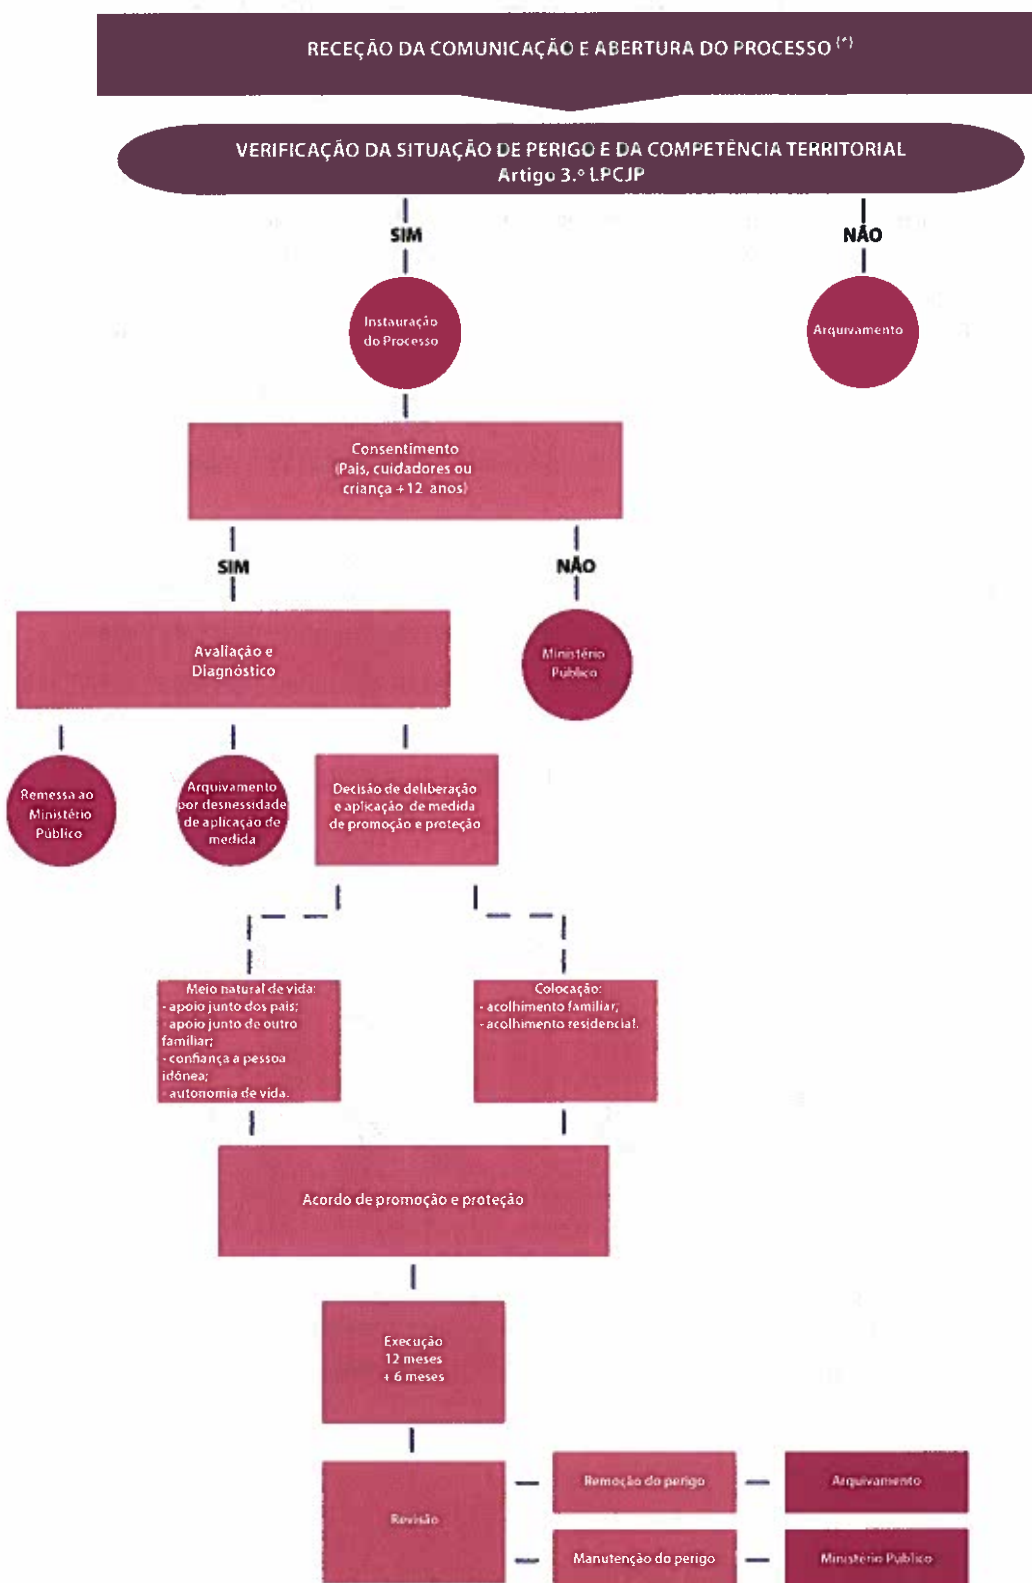 RECEÇÃO DA COMUNICAÇÃO E ABERTURA DO PROCESSO (*)
VERIFICAÇÃO DA SITUAÇÃO DE PERIGO E DA COMPETÊNCIA TERRITORIAL
Artigo 3.º LPCJP
SIM
NÃO
Instauração
do Processo
Arquivamento
Consentimento
(Pais, cuidadores ou
criança +12 anos)
SIM
NÃO
Avaliação e
Diagnóstico
Ministério
Público
Remessa ao
Ministério
Público
Arquivamento
por desnessidade
de aplicação de
medida
Decisão de deliberação
e aplicação de medida
de promoção e proteção
Meio natural de vida:
- apoio junto dos pais;
- apoio junto de outro
familiar;
- confiança a pessoa
idónea;
- autonomia de vida.
Colocação:
- acolhimento familiar;
- acolhimento residencial.
Acordo de promoção e proteção
Execução
12 meses
+ 6 meses
Revisão
Remoção do perigo
Arquivamento
Manutenção do perigo
Ministério Público